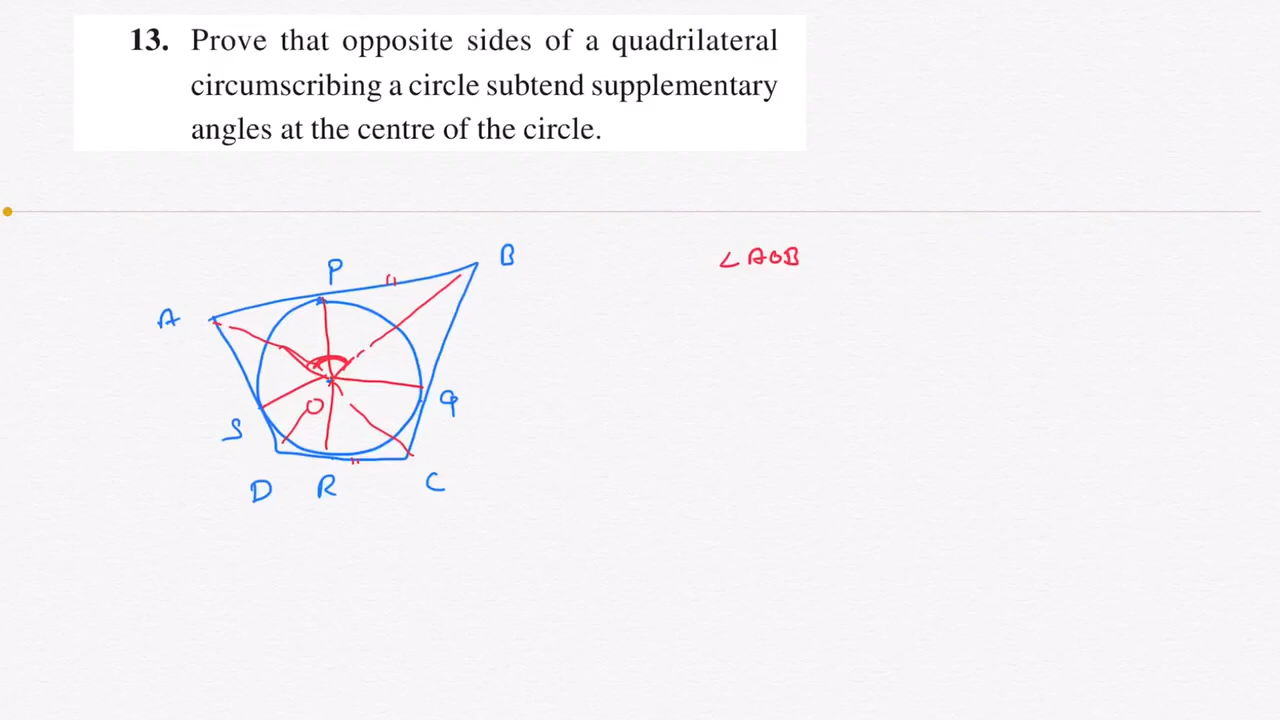 13. Prove that opposite sides of a quadrilateral
circumscribing a circle subtend supplementary
angles at the centre of the circle.
B
∠AOB
P
A
Q
O
S
D R C